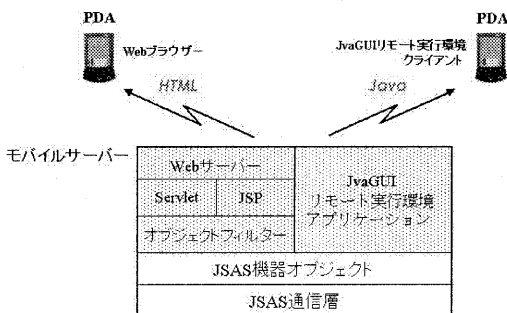 PDA
Webブラウザー
HTML
PDA
JvaGUIリモート実行環境
クライアント
Java
モバイルサーバー
Webサーバー
Servlet
JSP
オブジェクトフィルター
JvaGUI
リモート実行環境
アプリケーション
JSAS機器オブジェクト
JSAS通信層